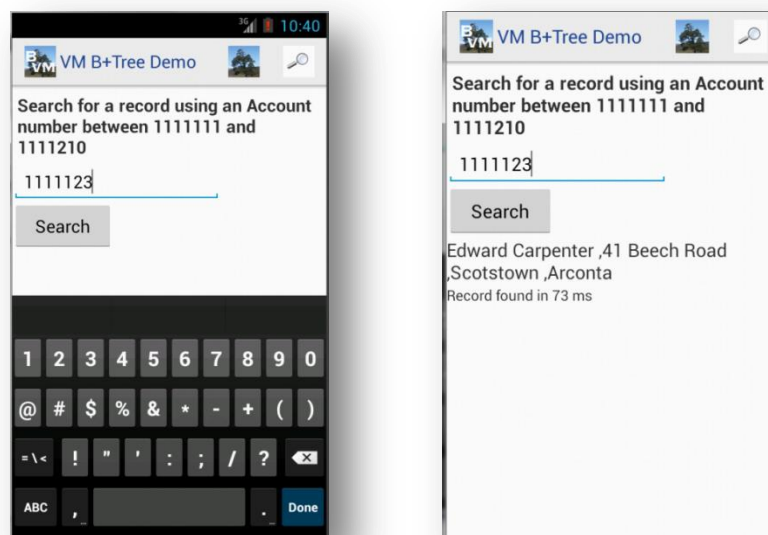 3G 10:40
BVM VM B+Tree Demo
Search for a record using an Account
number between 1111111 and
1111210
1111123
Search
1 2 3 4 5 6 7 8 9 0
@ # $ % & * - + ( )
=\< ! " ' : ; / ?
ABC , . Done
BVM VM B+Tree Demo
Search for a record using an Account
number between 1111111 and
1111210
1111123
Search
Edward Carpenter ,41 Beech Road
,Scotstown ,Arconta
Record found in 73 ms